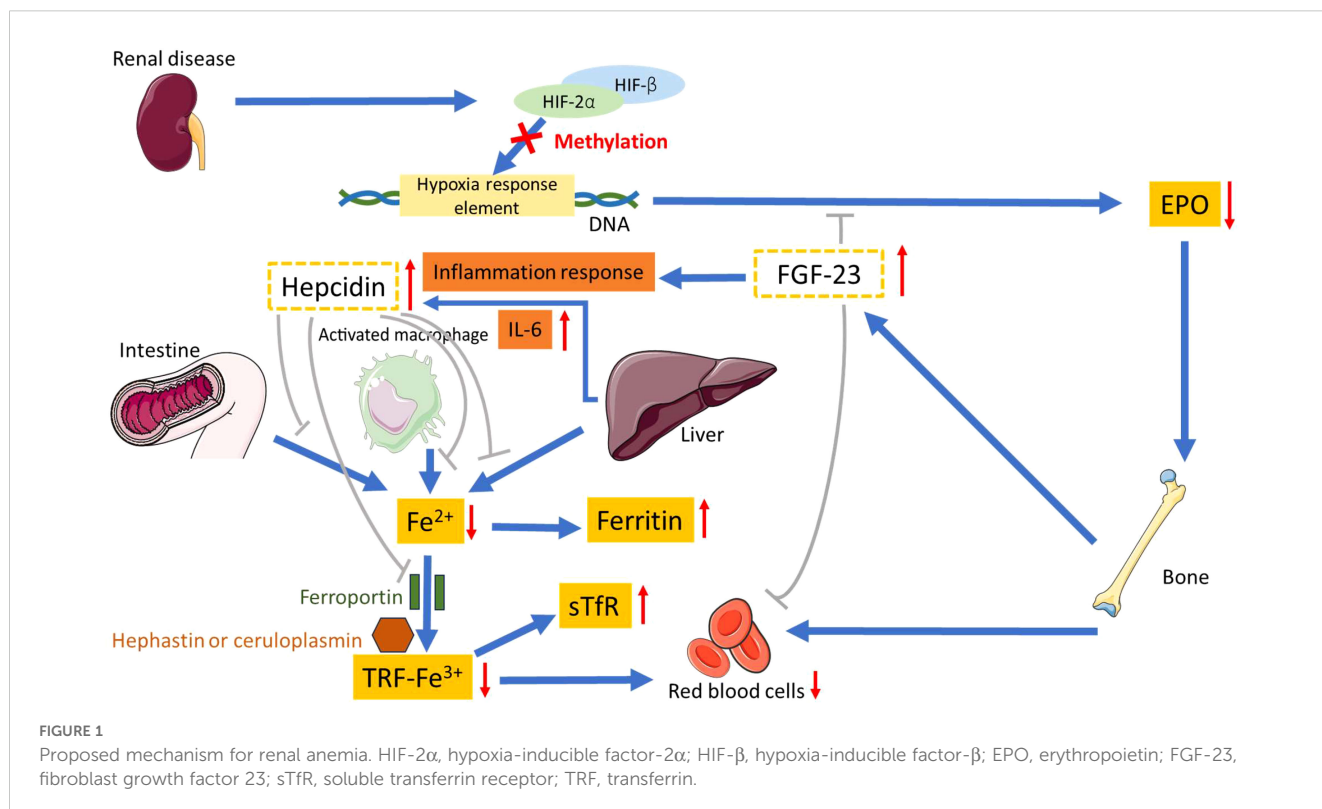 Renal disease
HIF-β
HIF-2α
Methylation
Hypoxia response
element
DNA
EPO
Hepcidin
Inflammation response
FGF-23
IL-6
Activated macrophage
Intestine
Liver
Fe²⁺
Ferritin
Bone
Ferroportin
sTfR
Hephastin or ceruloplasmin
TRF-Fe³⁺
Red blood cells
FIGURE 1
Proposed mechanism for renal anemia. HIF-2α, hypoxia-inducible factor-2α; HIF-β, hypoxia-inducible factor-β; EPO, erythropoietin; FGF-23,
fibroblast growth factor 23; sTfR, soluble transferrin receptor; TRF, transferrin.